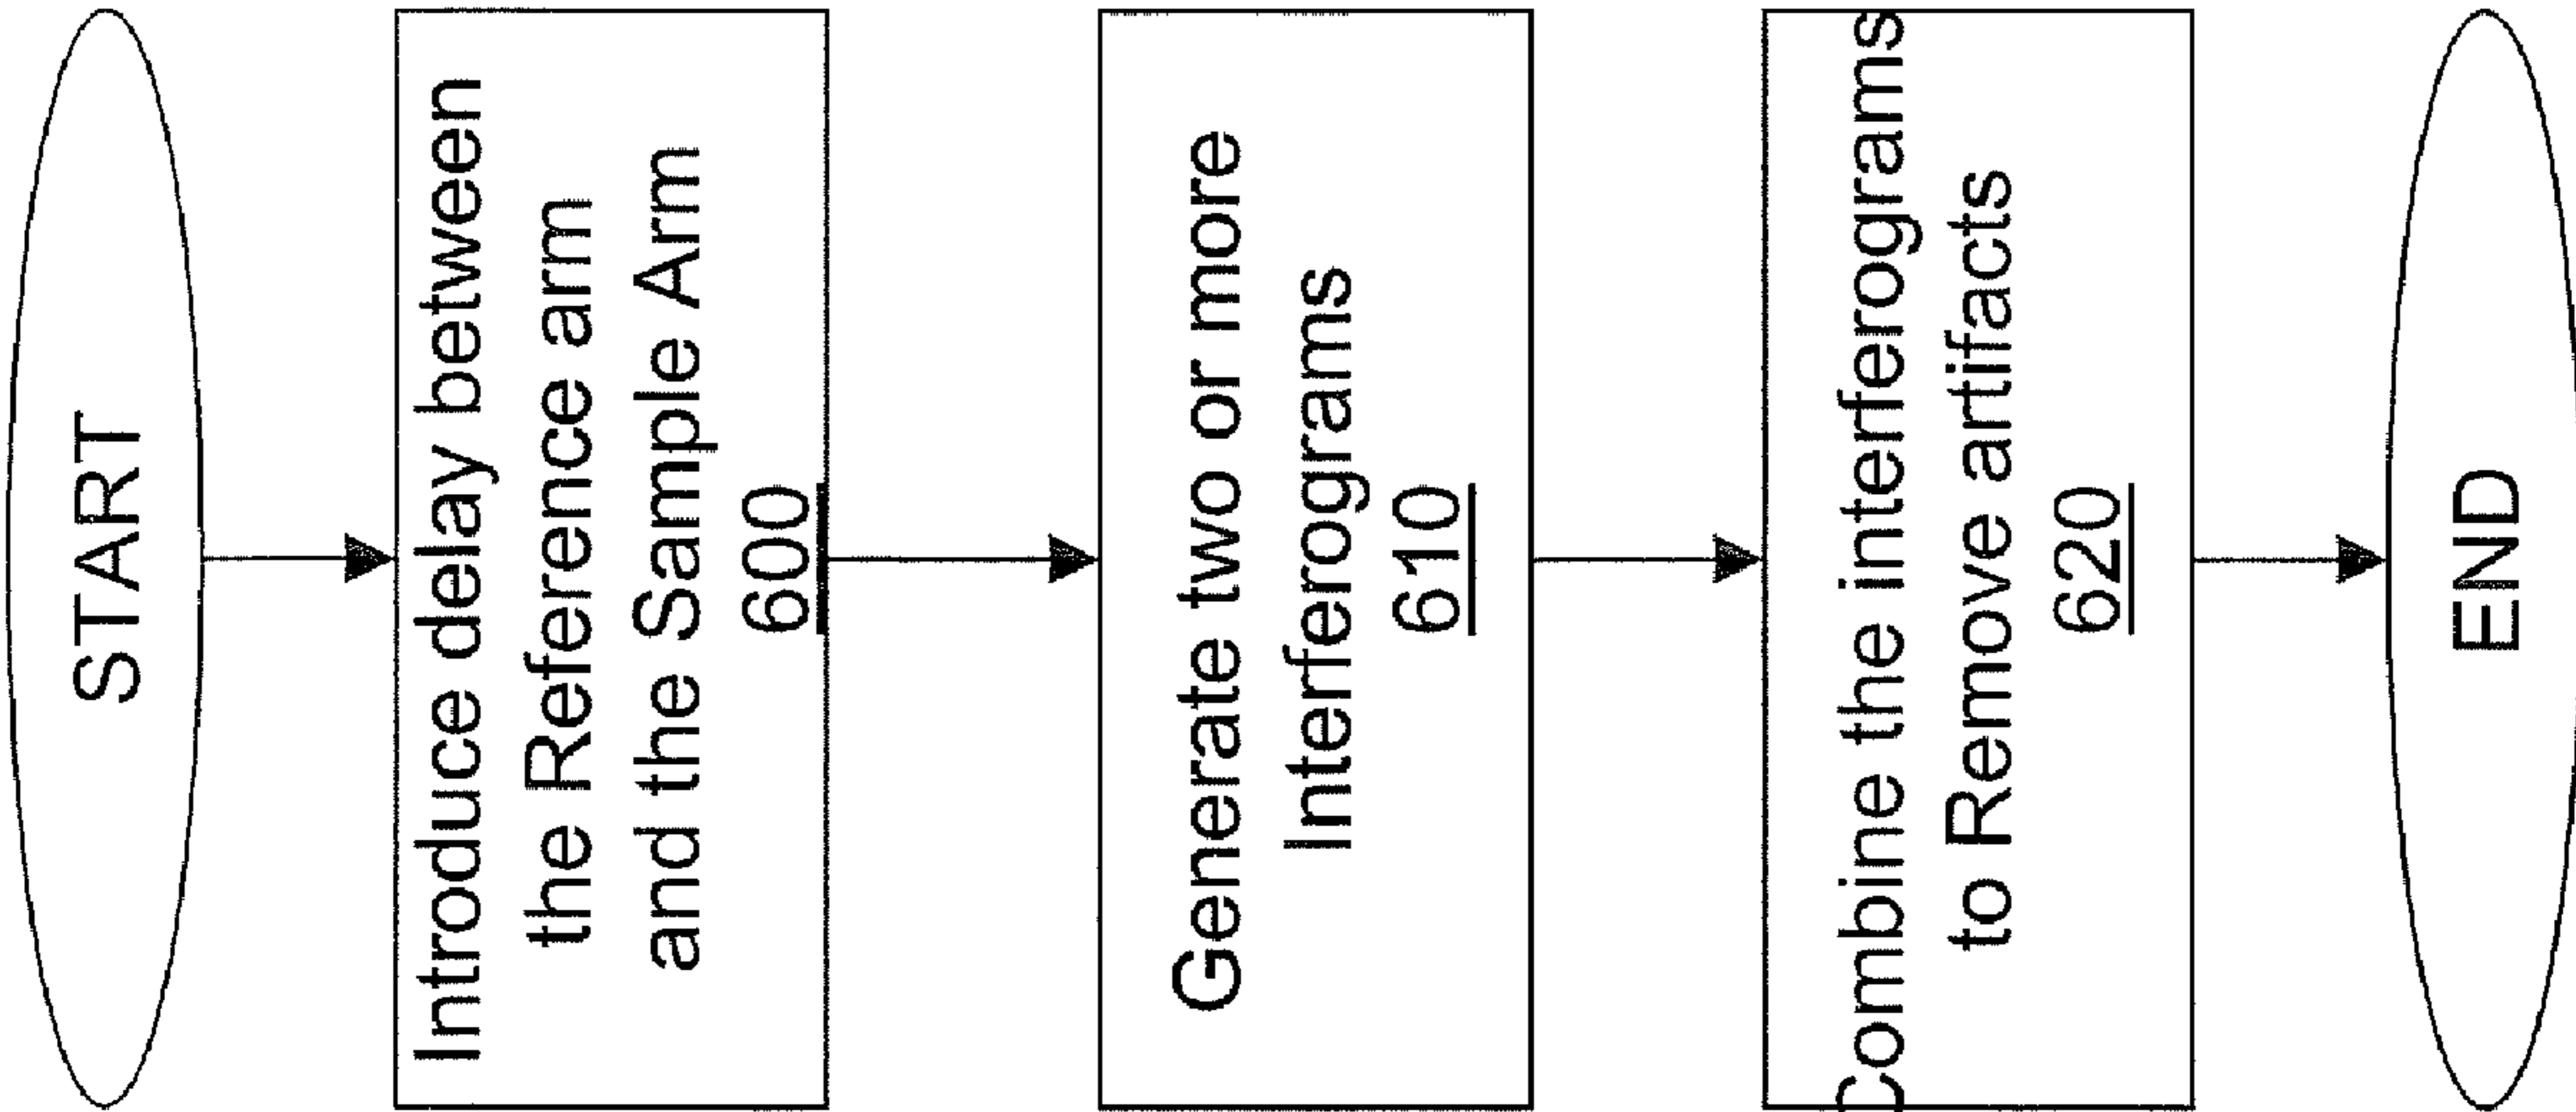 START
Introduce delay between
the Reference arm
and the Sample Arm
600
Generate two or more
Interferograms
610
Combine the interferograms
to Remove artifacts
620
END